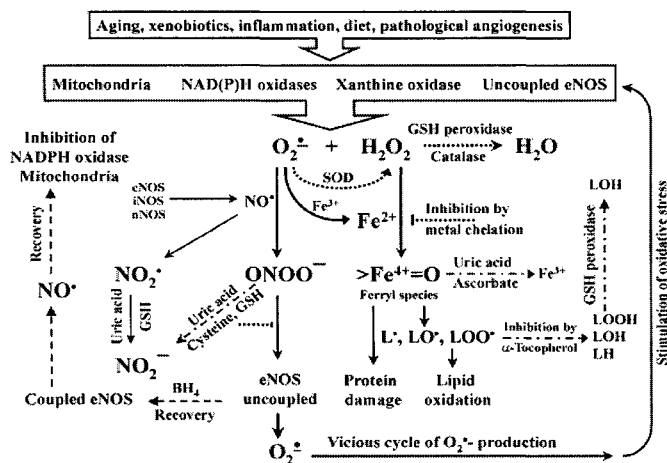 Aging, xenobiotics, inflammation, diet, pathological angiogenesis
Mitochondria NAD(P)H oxidases Xanthine oxidase Uncoupled eNOS
Inhibition of
NADPH oxidase
Mitochondria
O₂•− + H₂O₂
GSH peroxidase
Catalase
H₂O
SOD
eNOS
iNOS
nNOS
NO•
Fe³⁺
Fe²⁺
Inhibition by
metal chelation
LOH
Recovery
NO₂•
ONOO⁻
>Fe⁴⁺=O
Ferryl species
Uric acid
Ascorbate
Fe³⁺
GSH peroxidase
Stimulation of oxidative stress
NO•
Uric acid
GSH
Uric acid
Cysteine, GSH
L•, LO•, LOO•
Inhibition by
α-Tocopherol
LOOH
LOH
LH
NO₂⁻
Coupled eNOS
BH₄
Recovery
eNOS
uncoupled
Protein
damage
Lipid
oxidation
O₂•−
Vicious cycle of O₂•- production